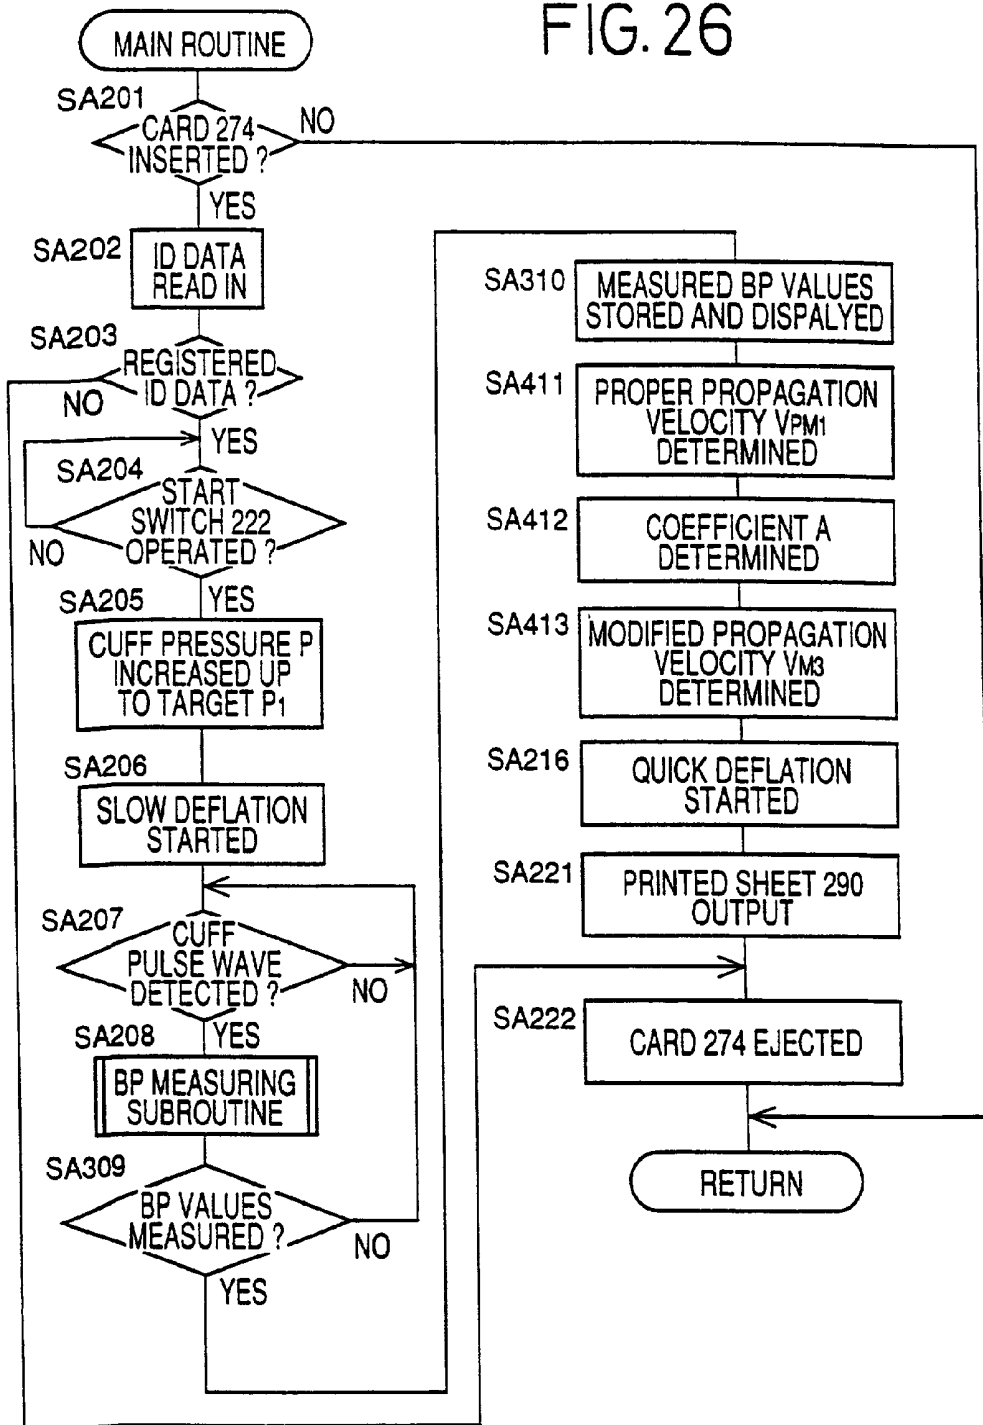 FIG. 26
MAIN ROUTINE
SA201
CARD 274
INSERTED ?
NO
YES
SA202
ID DATA
READ IN
SA203
REGISTERED
ID DATA ?
NO
YES
SA204
START
SWITCH 222
OPERATED ?
NO
YES
SA205
CUFF PRESSURE P
INCREASED UP
TO TARGET P1
SA206
SLOW DEFLATION
STARTED
SA207
CUFF
PULSE WAVE
DETECTED ?
NO
YES
SA208
BP MEASURING
SUBROUTINE
SA309
BP VALUES
MEASURED ?
NO
YES
SA310
MEASURED BP VALUES
STORED AND DISPALYED
SA411
PROPER PROPAGATION
VELOCITY VPM1
DETERMINED
SA412
COEFFICIENT A
DETERMINED
SA413
MODIFIED PROPAGATION
VELOCITY VM3
DETERMINED
SA216
QUICK DEFLATION
STARTED
SA221
PRINTED SHEET 290
OUTPUT
SA222
CARD 274 EJECTED
RETURN